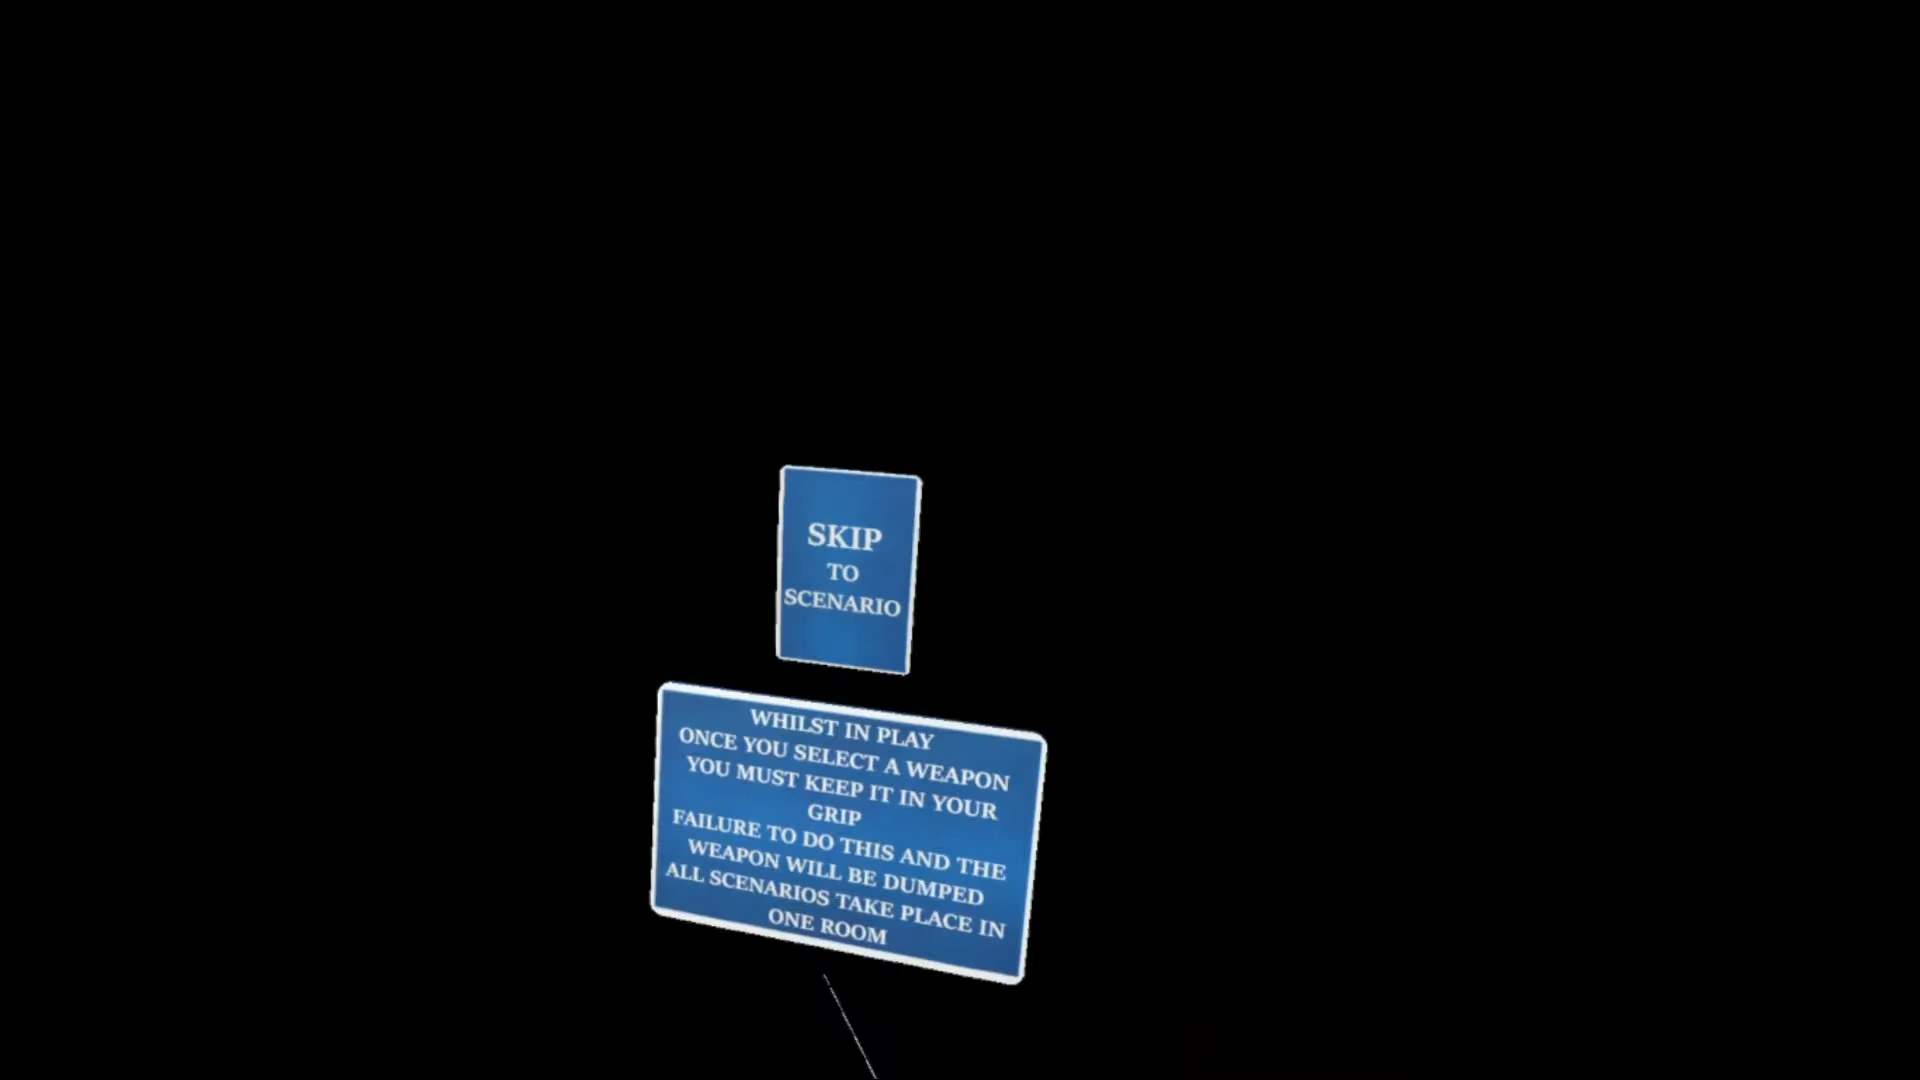 SKIP
TO
SCENARIO
WHILST IN PLAY
ONCE YOU SELECT A WEAPON
YOU MUST KEEP IT IN YOUR
GRIP
FAILURE TO DO THIS AND THE
WEAPON WILL BE DUMPED
ALL SCENARIOS TAKE PLACE IN
ONE ROOM